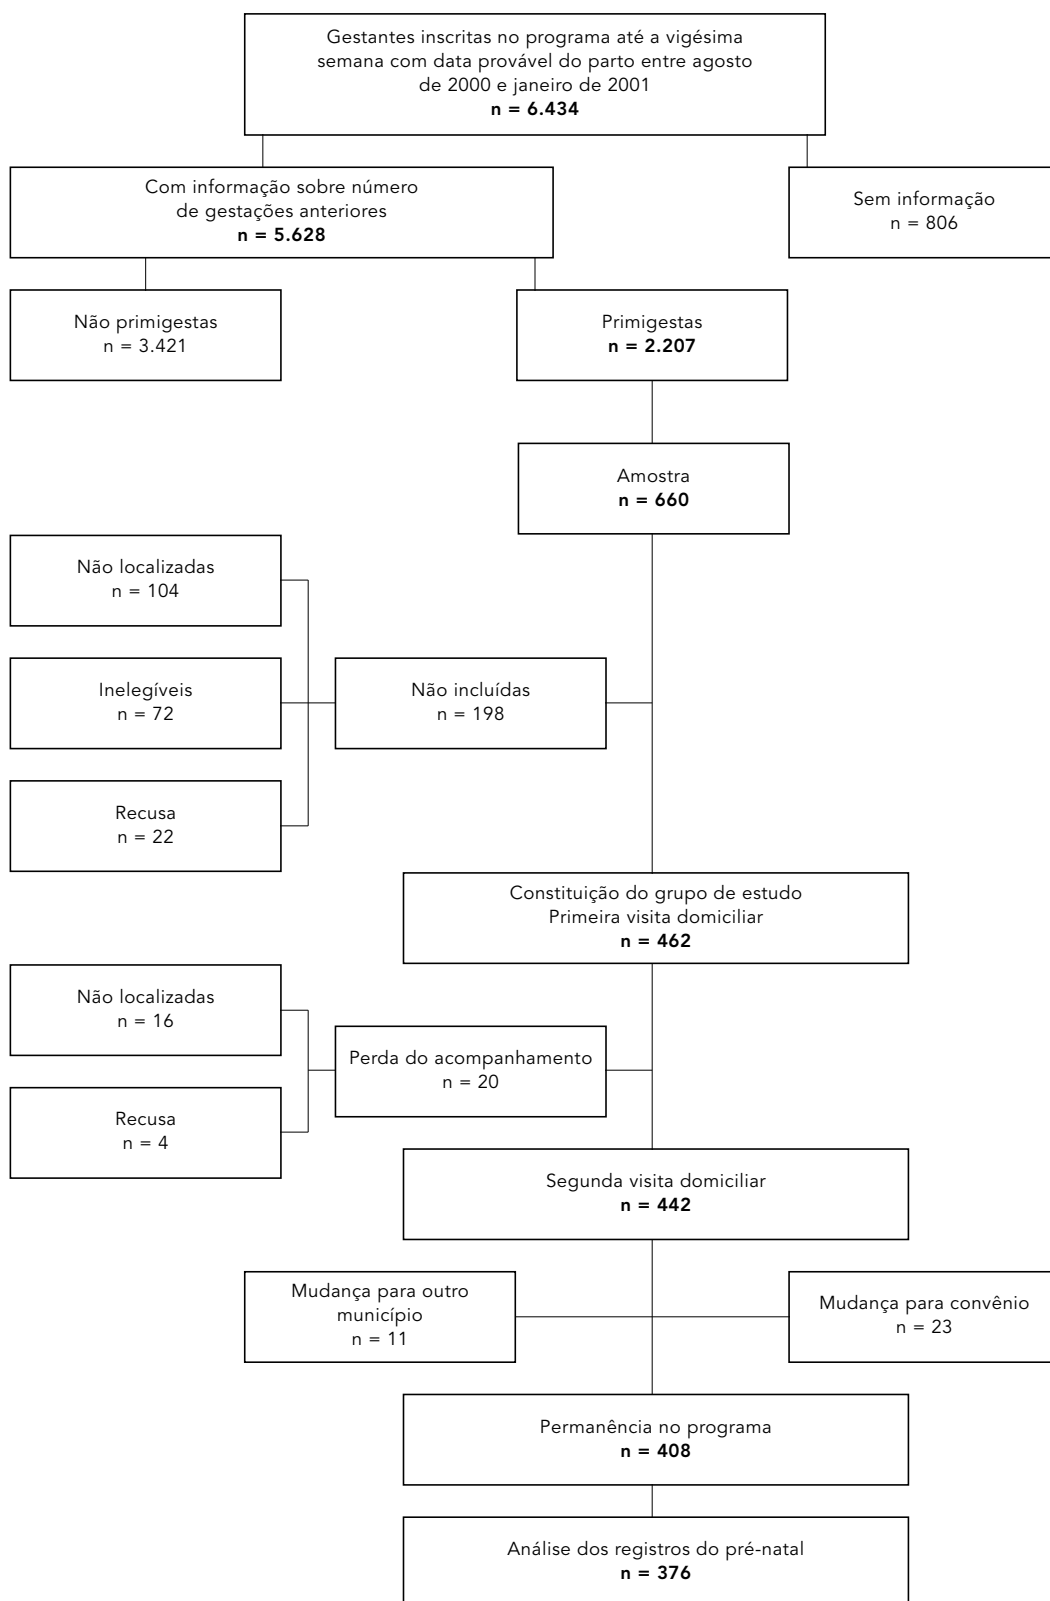 Gestantes inscritas no programa até a vigésima
semana com data provável do parto entre agosto
de 2000 e janeiro de 2001
n = 6.434
Com informação sobre número
de gestações anteriores
n = 5.628
Sem informação
n = 806
Não primigestas
n = 3.421
Primigestas
n = 2.207
Amostra
n = 660
Não localizadas
n = 104
Inelegíveis
n = 72
Não incluídas
n = 198
Recusa
n = 22
Constituição do grupo de estudo
Primeira visita domiciliar
n = 462
Não localizadas
n = 16
Perda do acompanhamento
n = 20
Recusa
n = 4
Segunda visita domiciliar
n = 442
Mudança para outro
município
n = 11
Mudança para convênio
n = 23
Permanência no programa
n = 408
Análise dos registros do pré-natal
n = 376